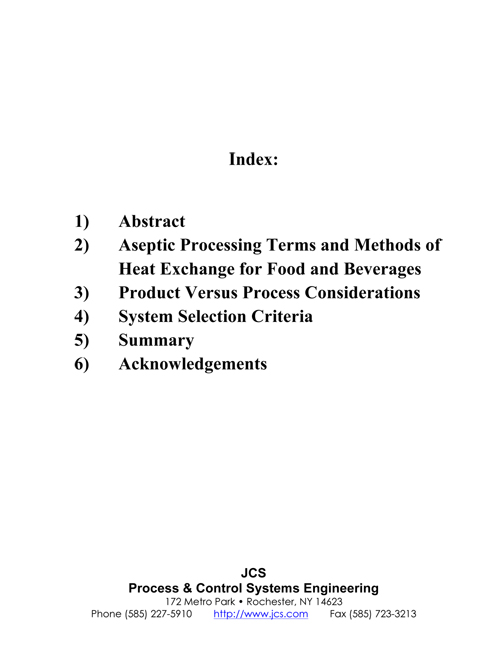 Index:
1) Abstract
2) Aseptic Processing Terms and Methods of
Heat Exchange for Food and Beverages
3) Product Versus Process Considerations
4) System Selection Criteria
5) Summary
6) Acknowledgements
JCS
Process & Control Systems Engineering
172 Metro Park • Rochester, NY 14623
Phone (585) 227-5910 http://www.jcs.com Fax (585) 723-3213